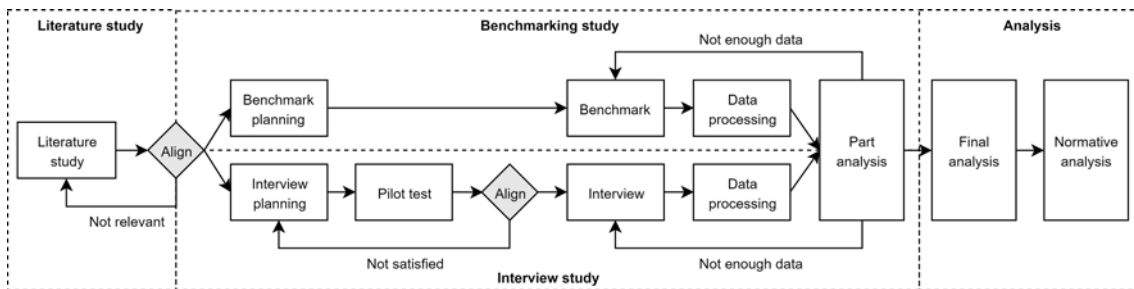 Literature study
Benchmarking study
Analysis
Not enough data
Benchmark
planning
Benchmark
Data
processing
Literature
study
Align
Part
analysis
Final
analysis
Normative
analysis
Interview
planning
Pilot test
Align
Interview
Data
processing
Not relevant
Not satisfied
Not enough data
Interview study